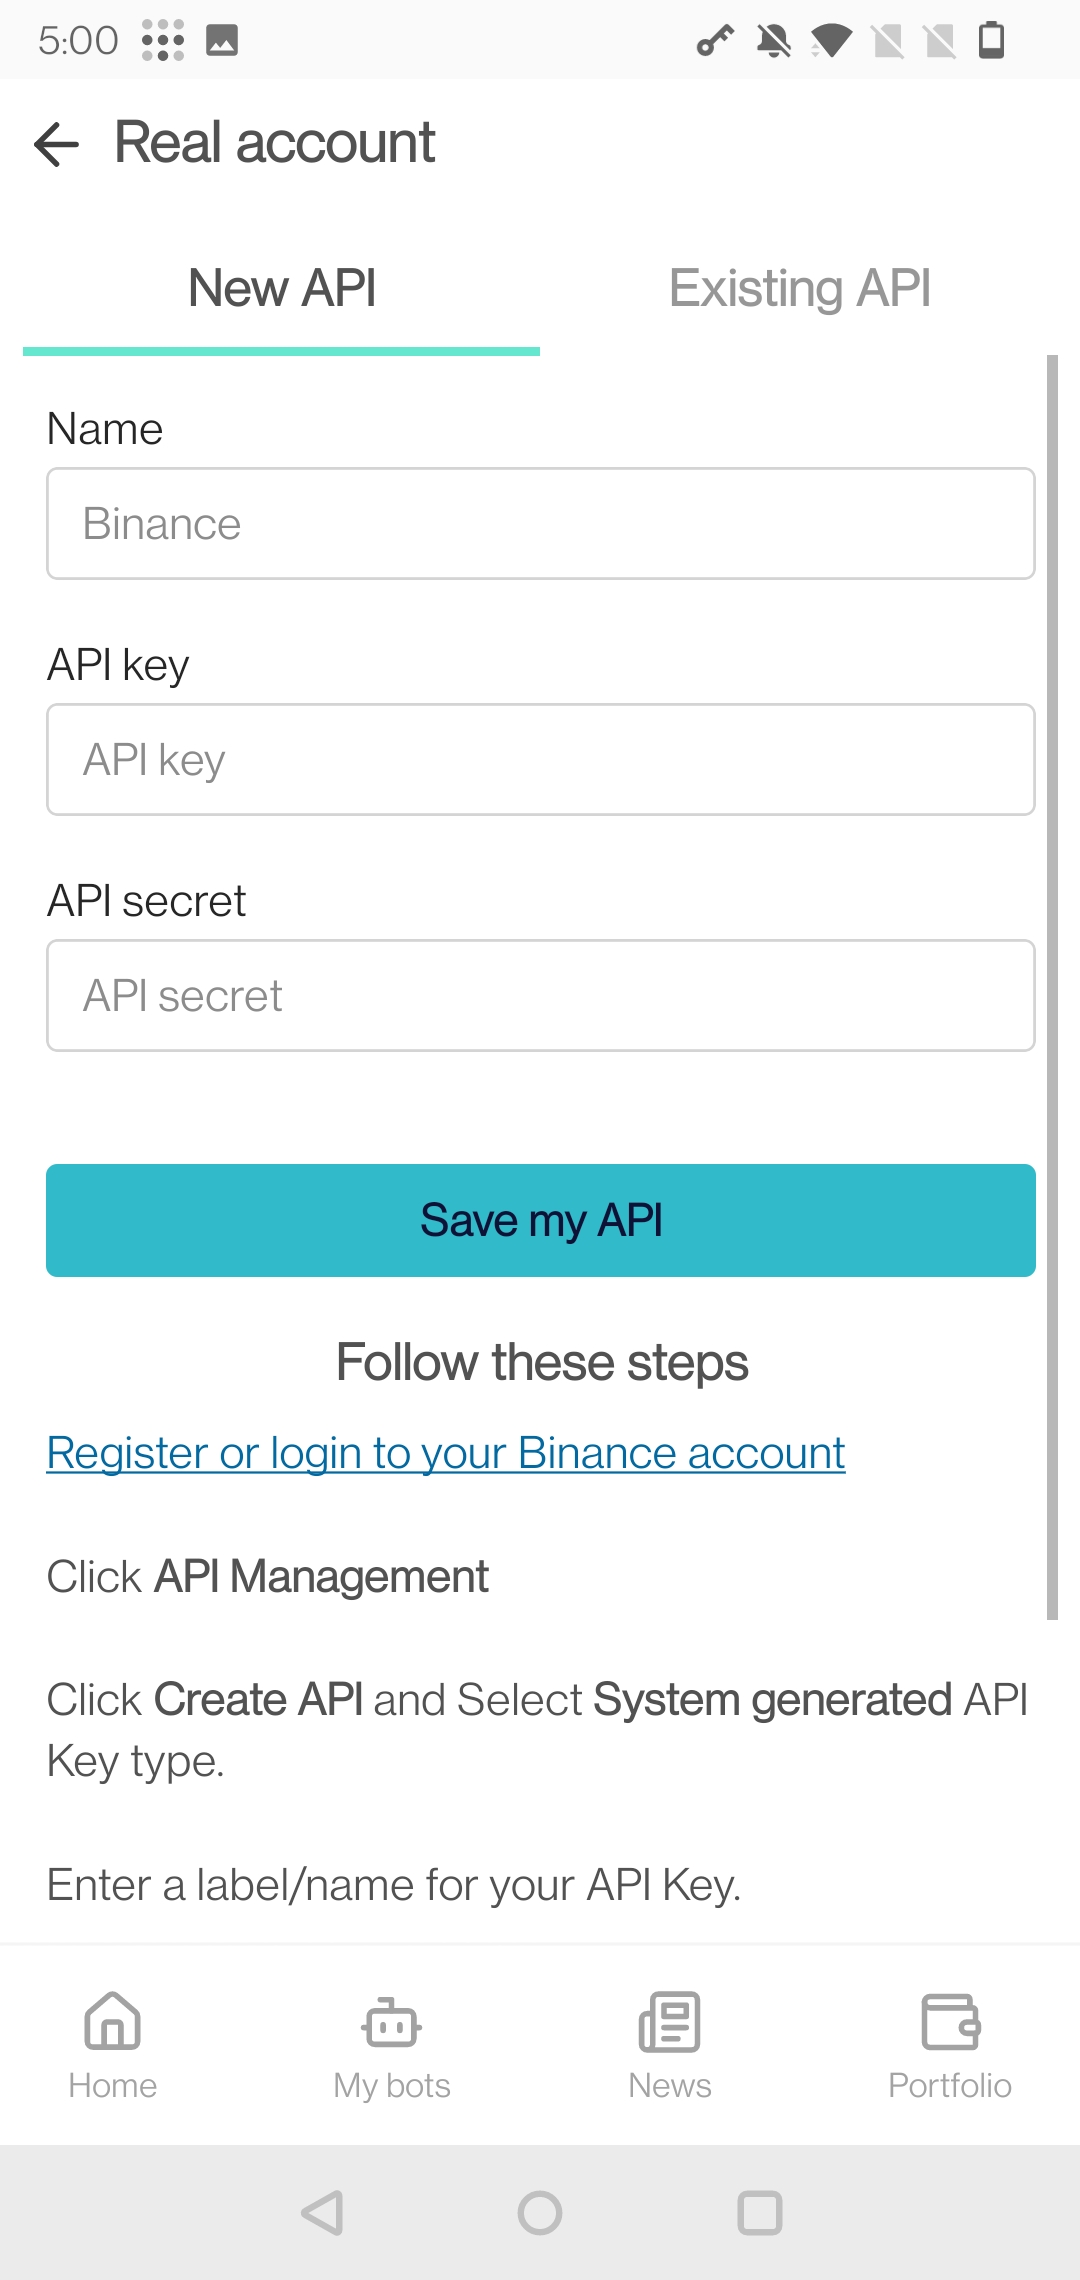 5:00
Real account
New API
Existing API
Name
Binance
API key
API key
API secret
API secret
Save my API
Follow these steps
Register or login to your Binance account
Click API Management
Click Create API and Select System generated API
Key type.
Enter a label/name for your API Key.
Home
My bots
News
Portfolio